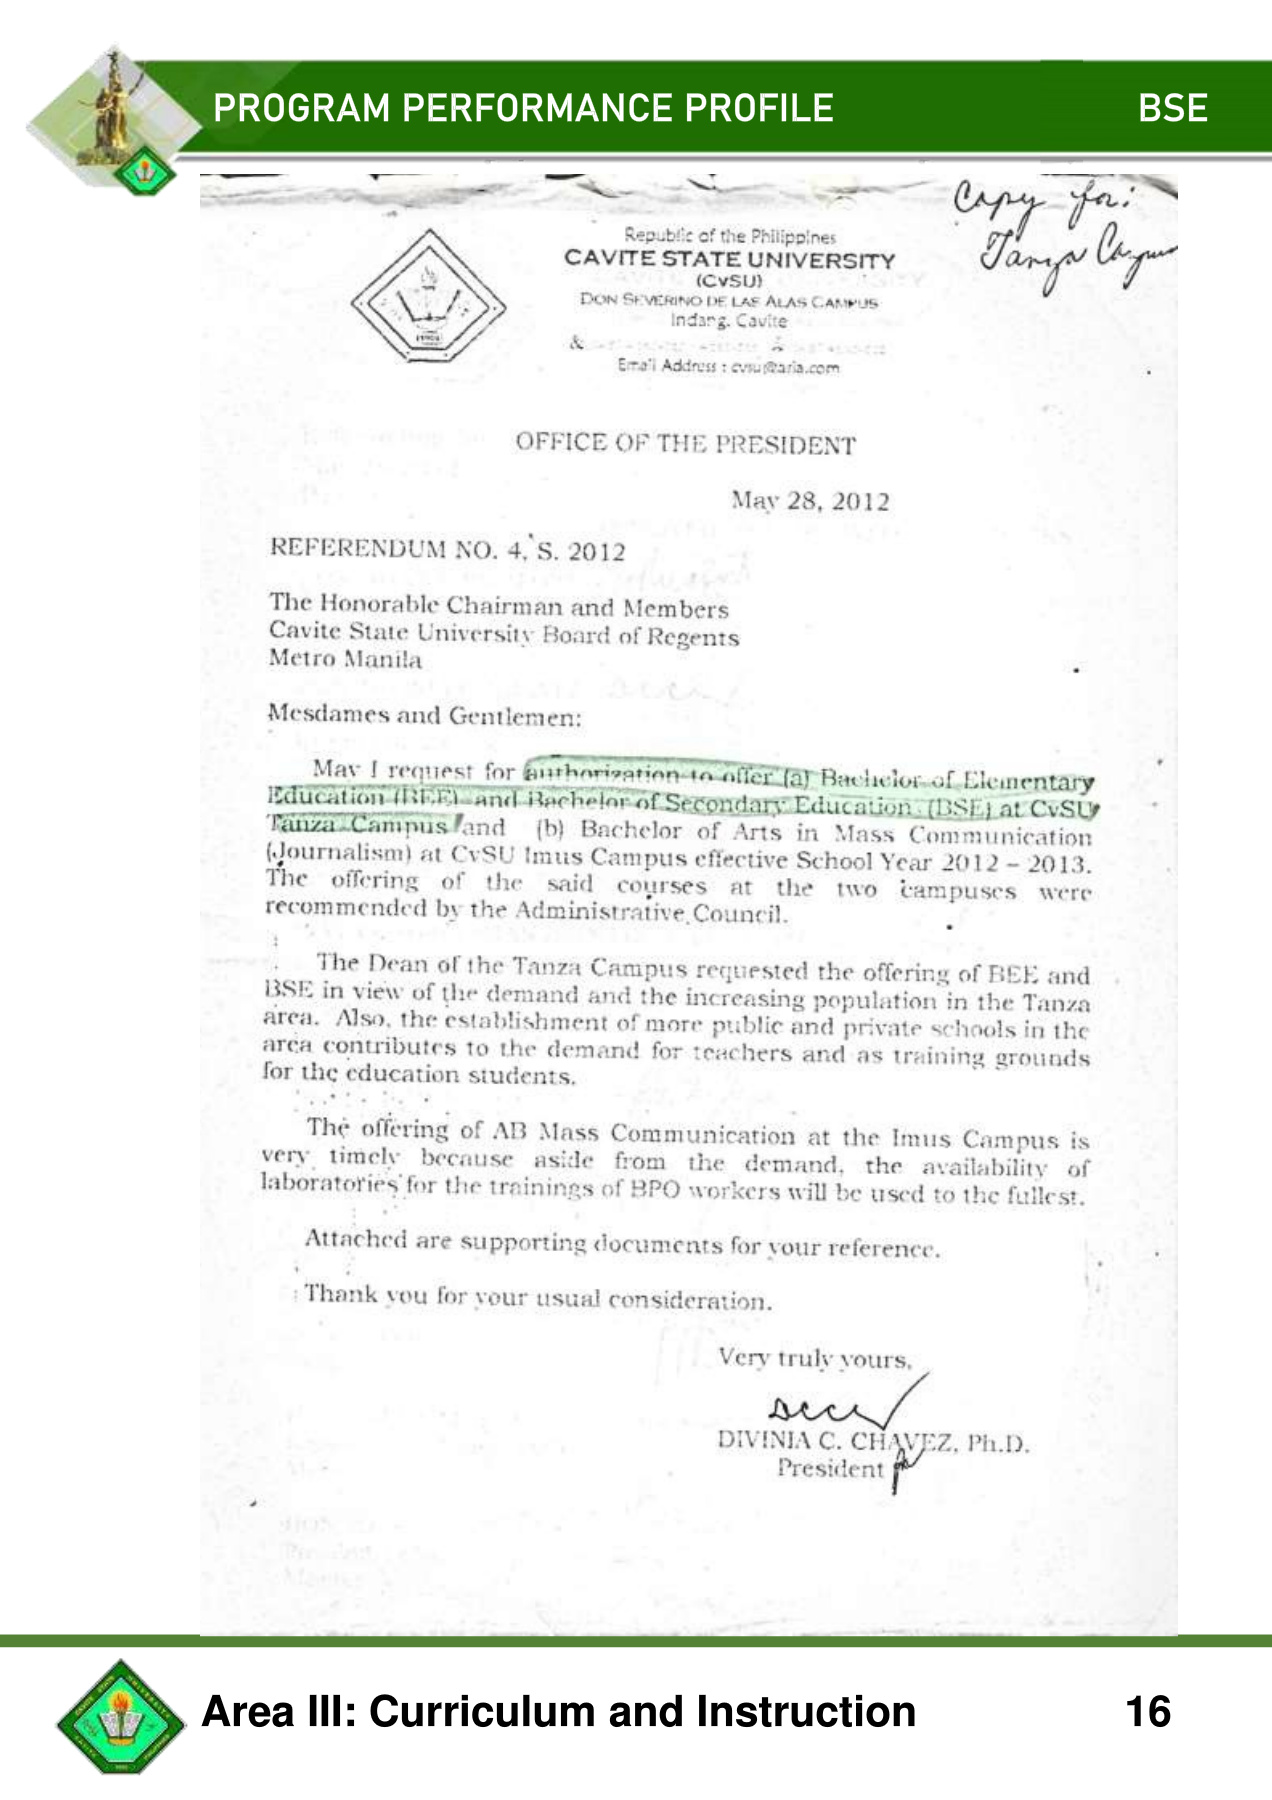 PROGRAM PERFORMANCE PROFILE BSE
Copy for:
Tanza Campus
Republic of the Philippines
CAVITE STATE UNIVERSITY
(CvSU)
DON SEVERINO DE LAS ALAS CAMPUS
Indang, Cavite
Email Address : cvsu@asia.com
OFFICE OF THE PRESIDENT
May 28, 2012
REFERENDUM NO. 4, S. 2012
The Honorable Chairman and Members
Cavite State University Board of Regents
Metro Manila
Mesdames and Gentlemen:
May I request for authorization to offer (a) Bachelor of Elementary
Education (BEE) and Bachelor of Secondary Education (BSE) at CvSU
Tanza Campus and (b) Bachelor of Arts in Mass Communication
(Journalism) at CvSU Imus Campus effective School Year 2012 – 2013.
The offering of the said courses at the two campuses were
recommended by the Administrative Council.
The Dean of the Tanza Campus requested the offering of BEE and
BSE in view of the demand and the increasing population in the Tanza
area. Also, the establishment of more public and private schools in the
area contributes to the demand for teachers and as training grounds
for the education students.
The offering of AB Mass Communication at the Imus Campus is
very timely because aside from the demand, the availability of
laboratories for the trainings of BPO workers will be used to the fullest.
Attached are supporting documents for your reference.
Thank you for your usual consideration.
Very truly yours,
DIVINIA C. CHAVEZ, Ph.D.
President
Area III: Curriculum and Instruction 16